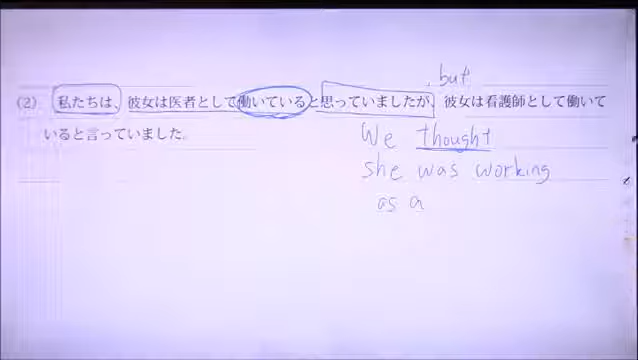 , but
(2) 私たちは、彼女は医者として働いていると思っていましたが、彼女は看護師として働いて
いると言っていました。
We thought
she was working
as a